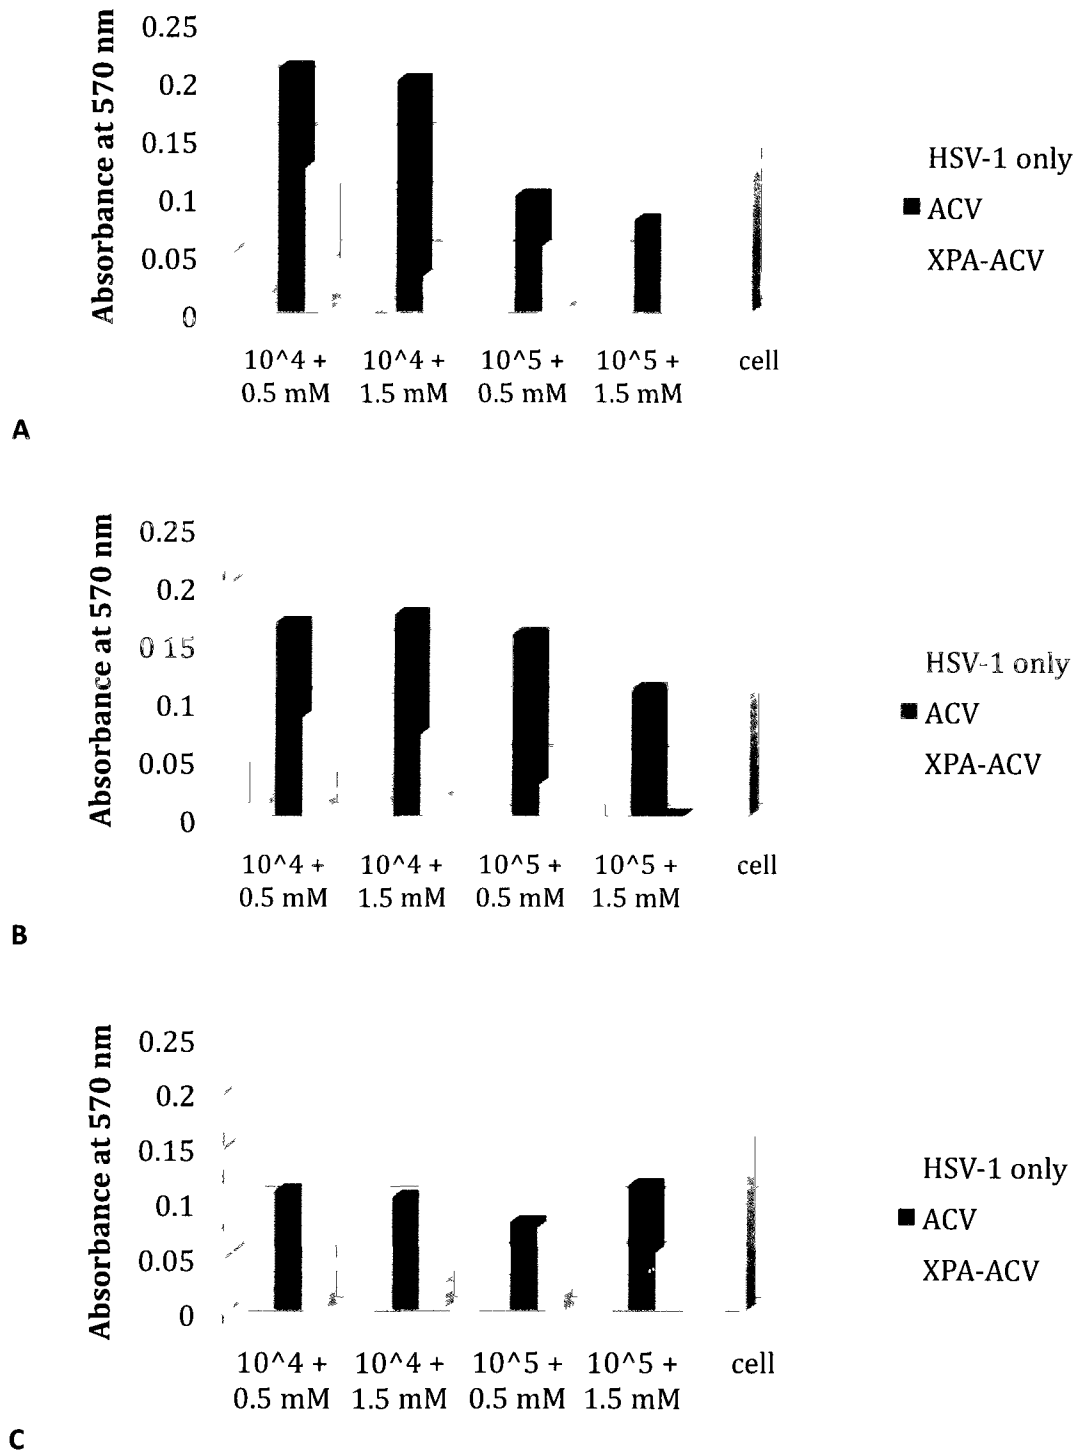 Absorbance at 570 nm
0.25
0.2
0.15
0.1
0.05
0
10^4 + 0.5 mM
10^4 + 1.5 mM
10^5 + 0.5 mM
10^5 + 1.5 mM
cell
HSV-1 only
ACV
XPA-ACV
A
Absorbance at 570 nm
0.25
0.2
0 15
0.1
0.05
0
10^4 + 0.5 mM
10^4 + 1.5 mM
10^5 + 0.5 mM
10^5 + 1.5 mM
cell
HSV-1 only
ACV
XPA-ACV
B
Absorbance at 570 nm
0.25
0.2
0.15
0.1
0.05
0
10^4 + 0.5 mM
10^4 + 1.5 mM
10^5 + 0.5 mM
10^5 + 1.5 mM
cell
HSV-1 only
ACV
XPA-ACV
C